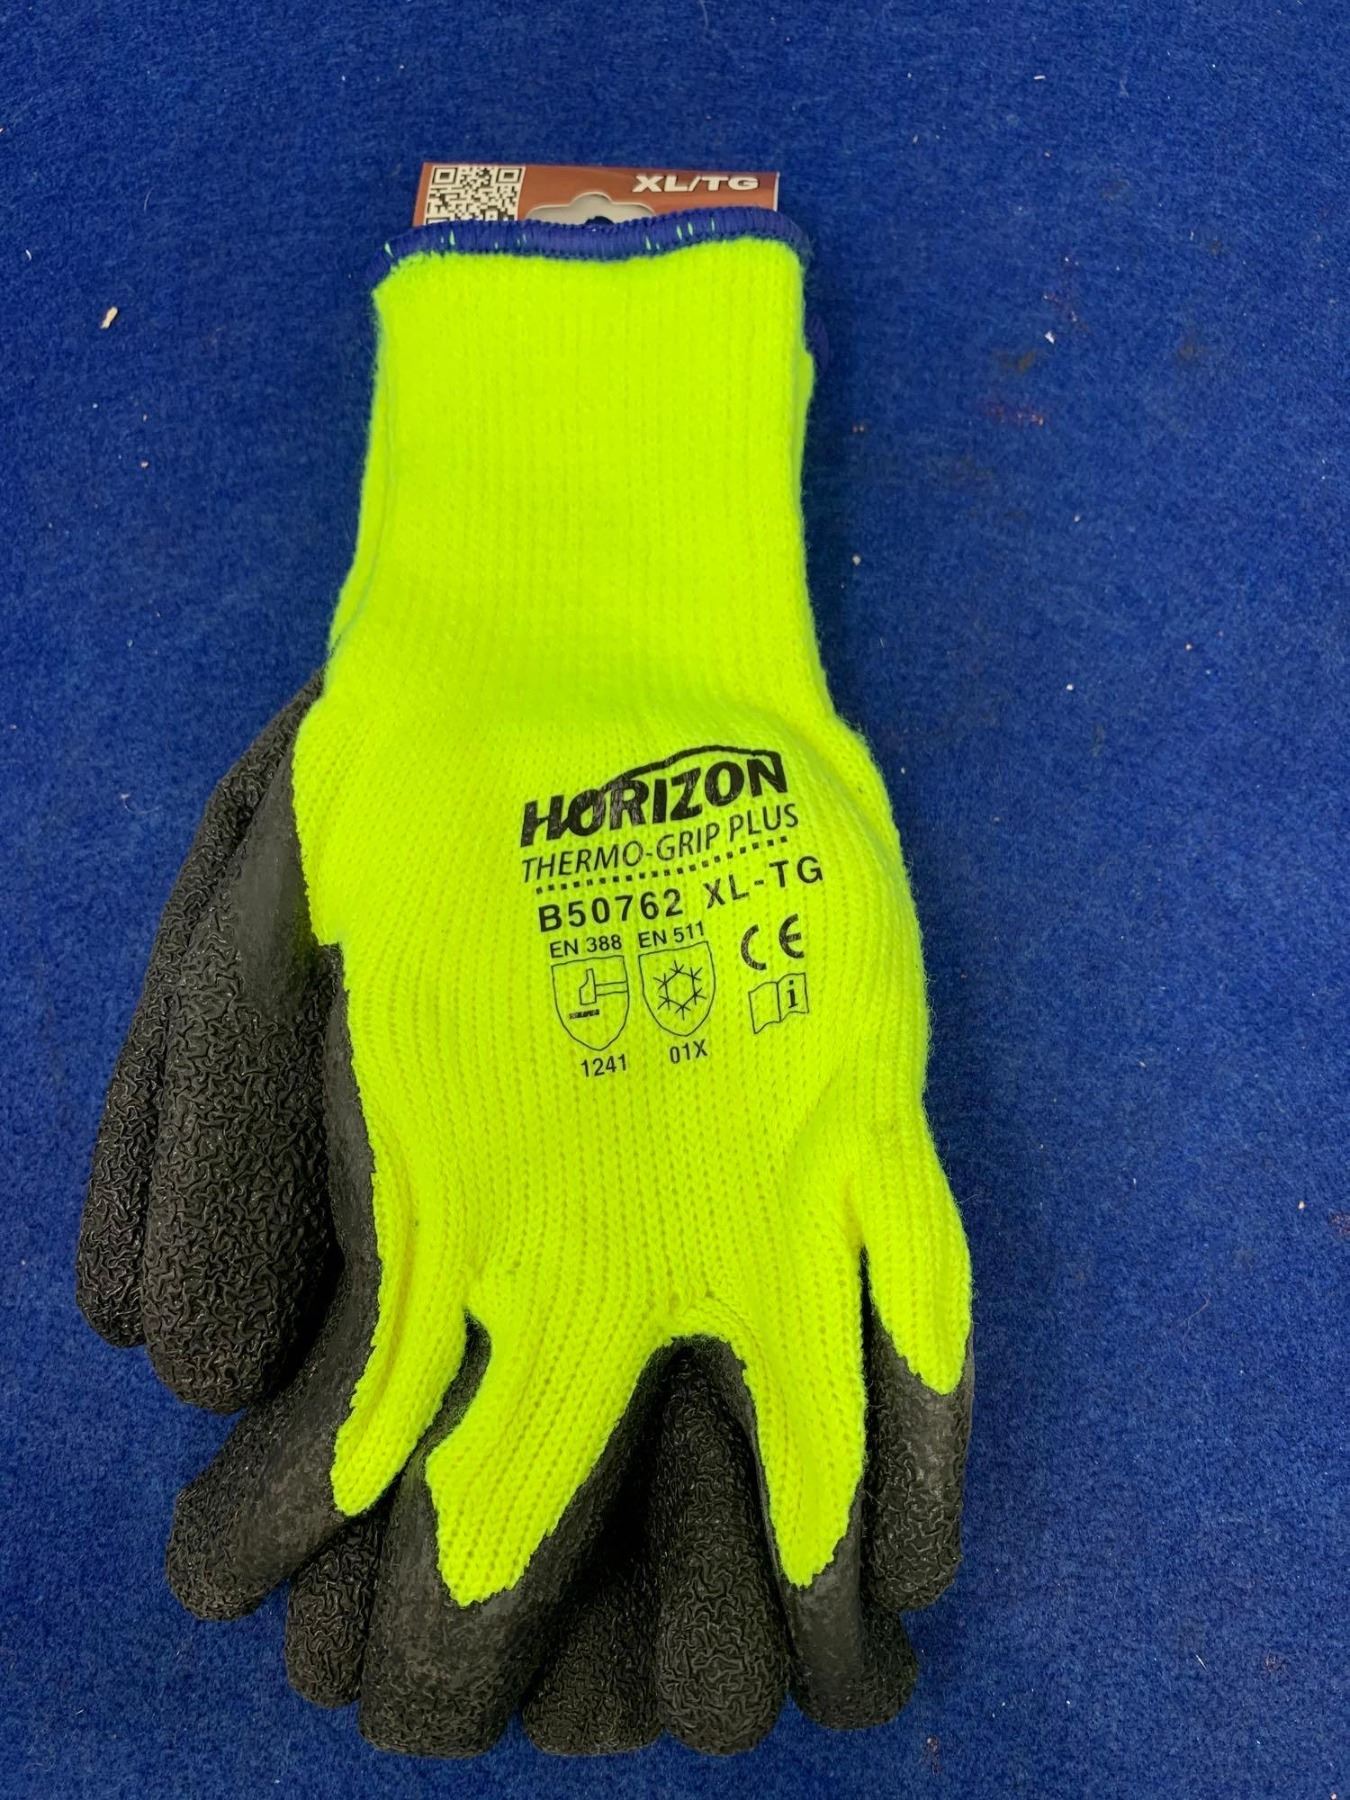 XL/TG
HORIZON
THERMO-GRIP PLUS
B50762 XL-TG
EN 388 EN 511 CE
i
1241 01X